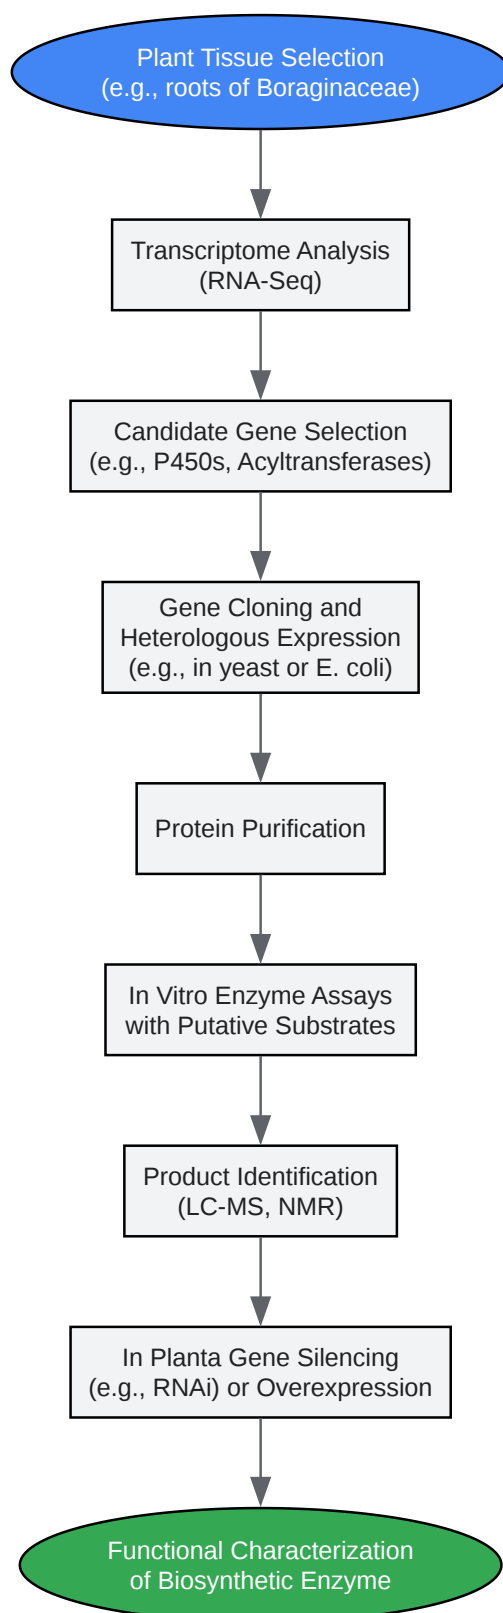 Plant Tissue Selection
(e.g., roots of Boraginaceae)
Transcriptome Analysis
(RNA-Seq)
Candidate Gene Selection
(e.g., P450s, Acyltransferases)
Gene Cloning and
Heterologous Expression
(e.g., in yeast or E. coli)
Protein Purification
In Vitro Enzyme Assays
with Putative Substrates
Product Identification
(LC-MS, NMR)
In Planta Gene Silencing
(e.g., RNAi) or Overexpression
Functional Characterization
of Biosynthetic Enzyme